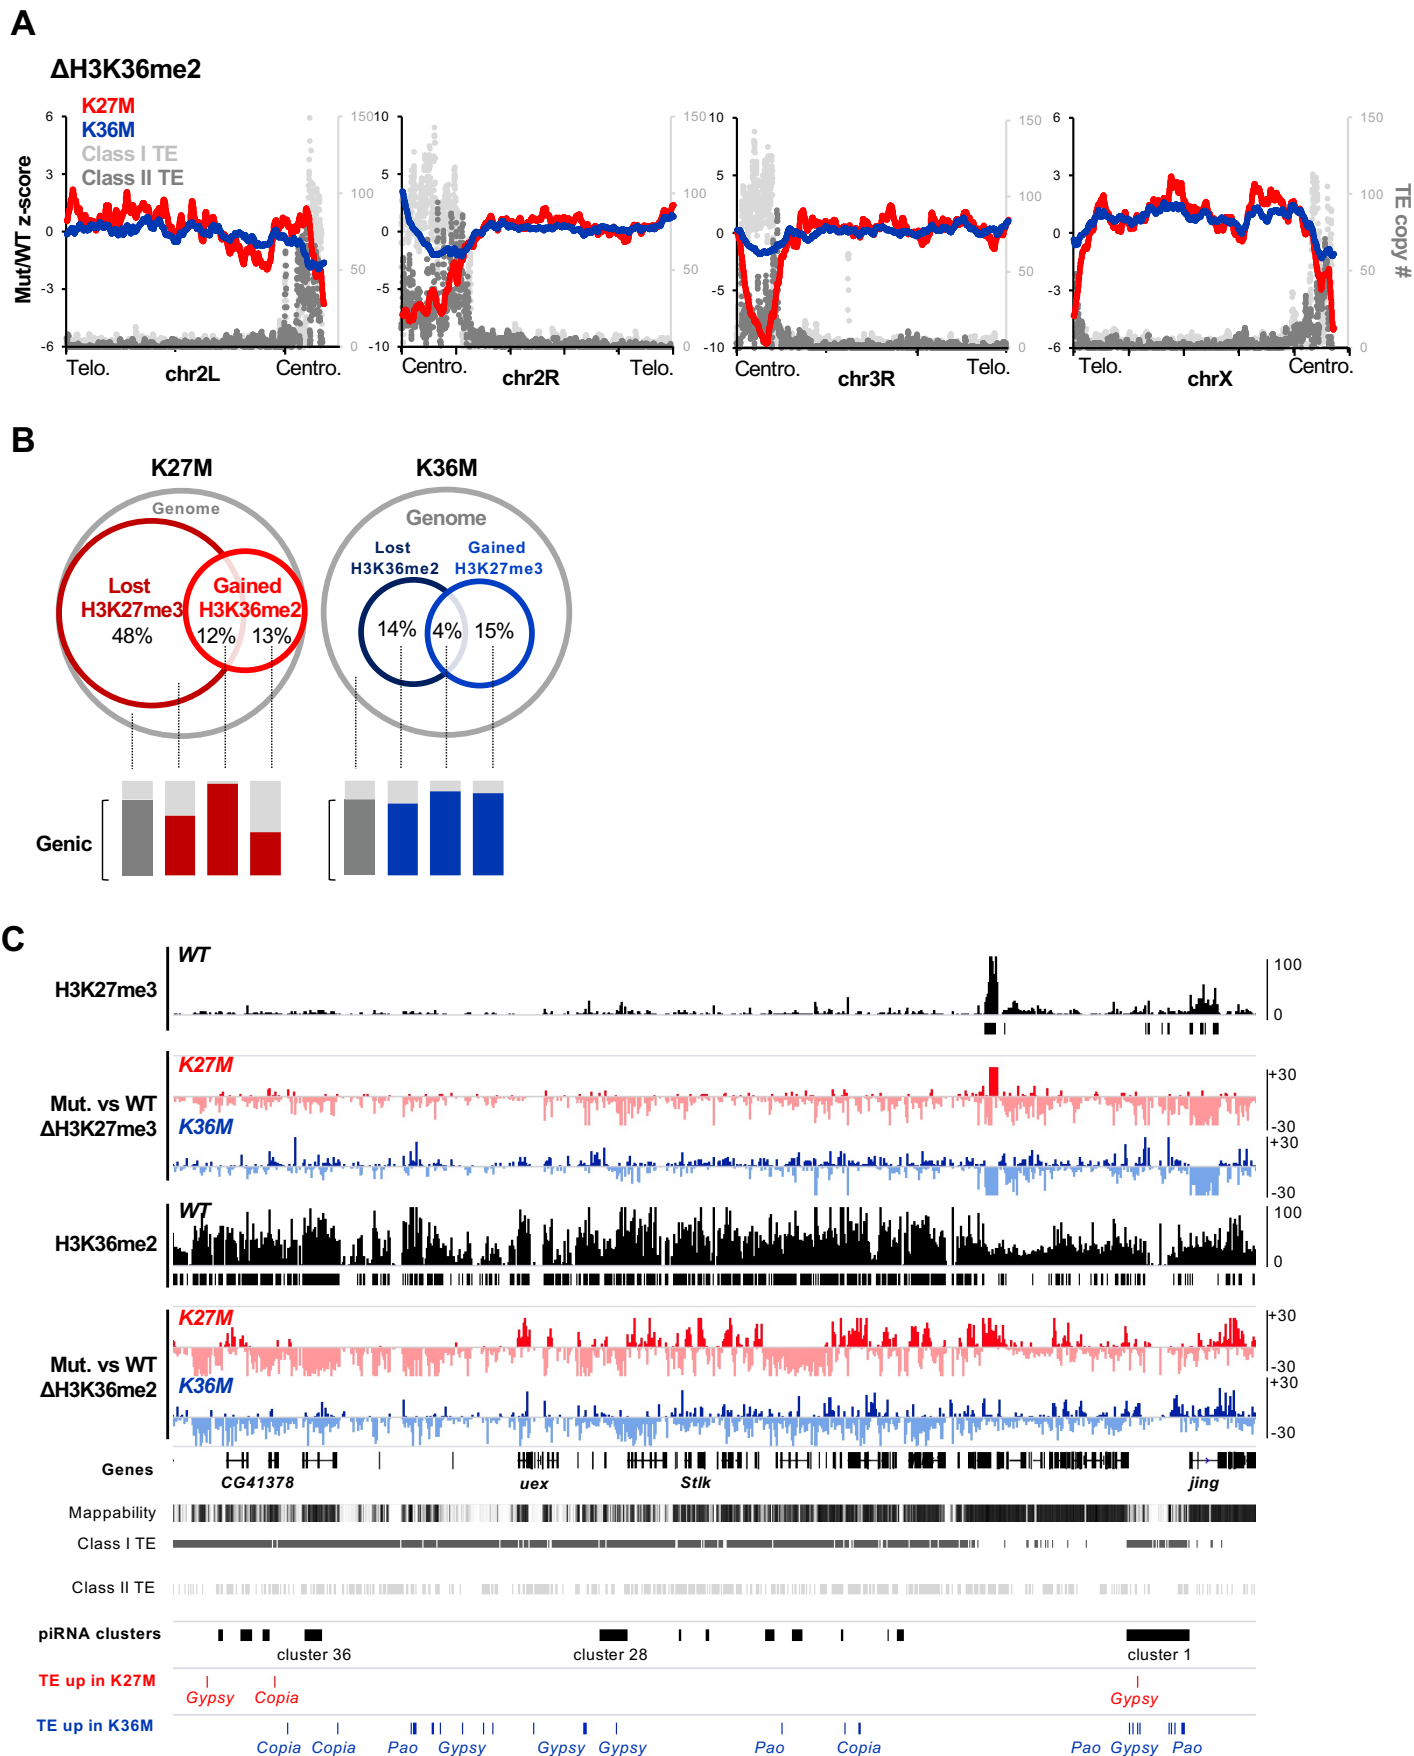 A
ΔH3K36me2
K27M
K36M
Class I TE
Class II TE
Mut/WT z-score
6
3
0
-3
-6
150
100
50
0
Telo.
chr2L
Centro.
10
5
0
-5
-10
150
100
50
0
Centro.
chr2R
Telo.
10
5
0
-5
-10
150
100
50
0
Centro.
chr3R
Telo.
6
3
0
-3
-6
150
100
50
0
Telo.
chrX
Centro.
TE copy #
B
K27M
K36M
Genome
Lost
H3K27me3
48%
Gained
H3K36me2
12%
13%
Genome
Lost
H3K36me2
Gained
H3K27me3
14%
4%
15%
Genic
C
H3K27me3
WT
100
0
Mut. vs WT
ΔH3K27me3
K27M
+30
-30
K36M
+30
-30
H3K36me2
WT
100
0
Mut. vs WT
ΔH3K36me2
K27M
+30
-30
K36M
+30
-30
Genes
CG41378
uex
Stlk
jing
Mappability
Class I TE
Class II TE
piRNA clusters
cluster 36
cluster 28
cluster 1
TE up in K27M
Gypsy
Copia
Gypsy
TE up in K36M
Copia
Copia
Pao
Gypsy
Gypsy
Gypsy
Pao
Copia
Pao
Gypsy
Pao